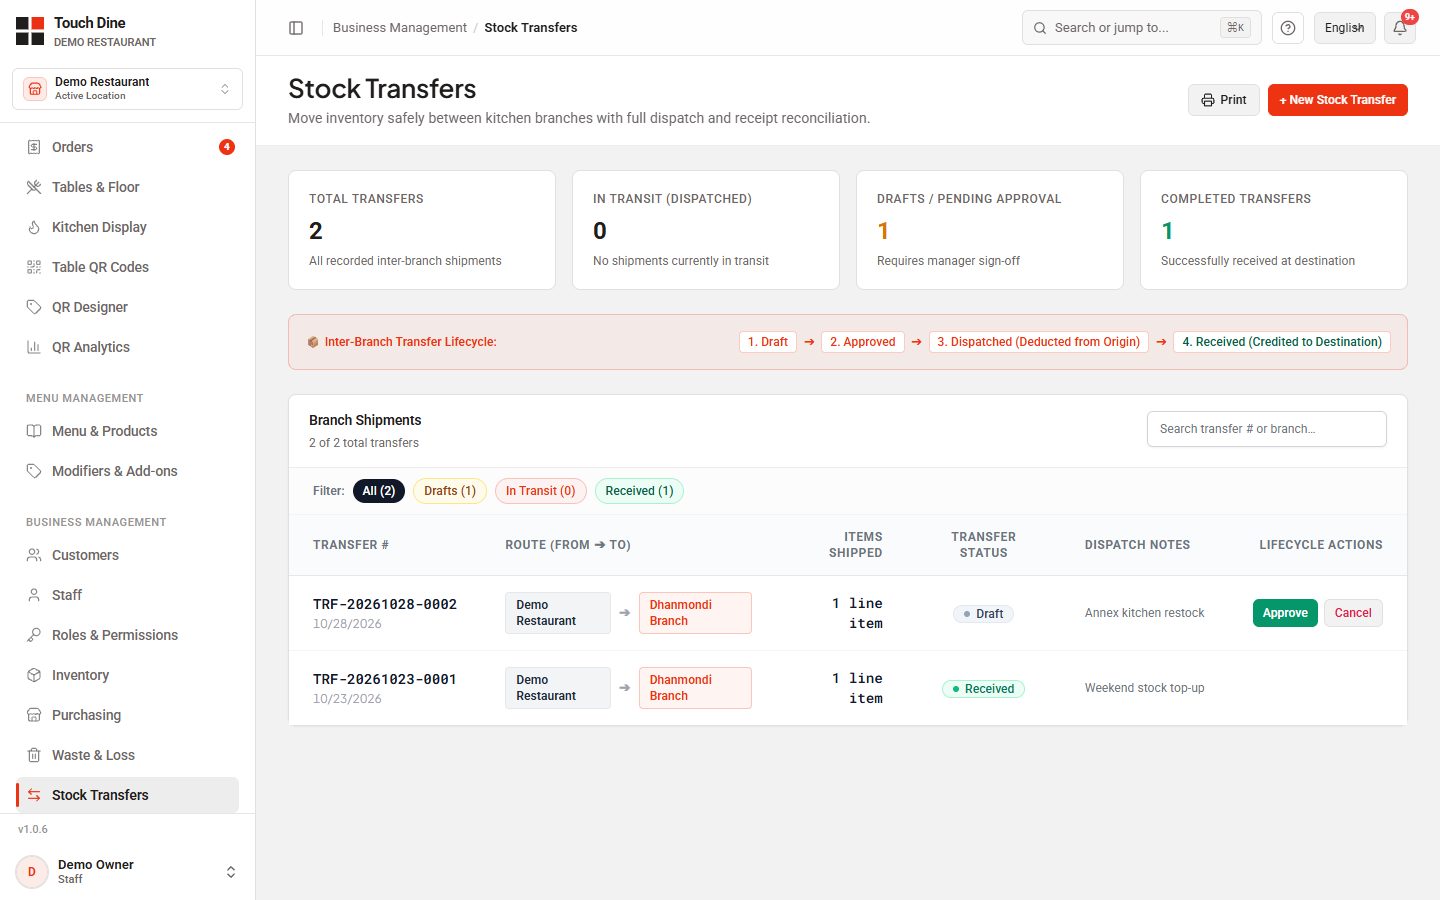 Touch Dine
DEMO RESTAURANT
Demo Restaurant
Active Location
Orders
4
Tables & Floor
Kitchen Display
Table QR Codes
QR Designer
QR Analytics
MENU MANAGEMENT
Menu & Products
Modifiers & Add-ons
BUSINESS MANAGEMENT
Customers
Staff
Roles & Permissions
Inventory
Purchasing
Waste & Loss
Stock Transfers
v1.0.6
D
Demo Owner
Staff
Business Management / Stock Transfers
Search or jump to...
⌘K
English
9+
Stock Transfers
Move inventory safely between kitchen branches with full dispatch and receipt reconciliation.
Print
+ New Stock Transfer
TOTAL TRANSFERS
2
All recorded inter-branch shipments
IN TRANSIT (DISPATCHED)
0
No shipments currently in transit
DRAFTS / PENDING APPROVAL
1
Requires manager sign-off
COMPLETED TRANSFERS
1
Successfully received at destination
📦 Inter-Branch Transfer Lifecycle:
1. Draft ➔ 2. Approved ➔ 3. Dispatched (Deducted from Origin) ➔ 4. Received (Credited to Destination)
Branch Shipments
2 of 2 total transfers
Search transfer # or branch...
Filter: All (2) Drafts (1) In Transit (0) Received (1)
TRANSFER #
ROUTE (FROM ➔ TO)
ITEMS
SHIPPED
TRANSFER
STATUS
DISPATCH NOTES
LIFECYCLE ACTIONS
TRF-20261028-0002
10/28/2026
Demo
Restaurant
➔
Dhanmondi
Branch
1 line
item
Draft
Annex kitchen restock
Approve
Cancel
TRF-20261023-0001
10/23/2026
Demo
Restaurant
➔
Dhanmondi
Branch
1 line
item
Received
Weekend stock top-up